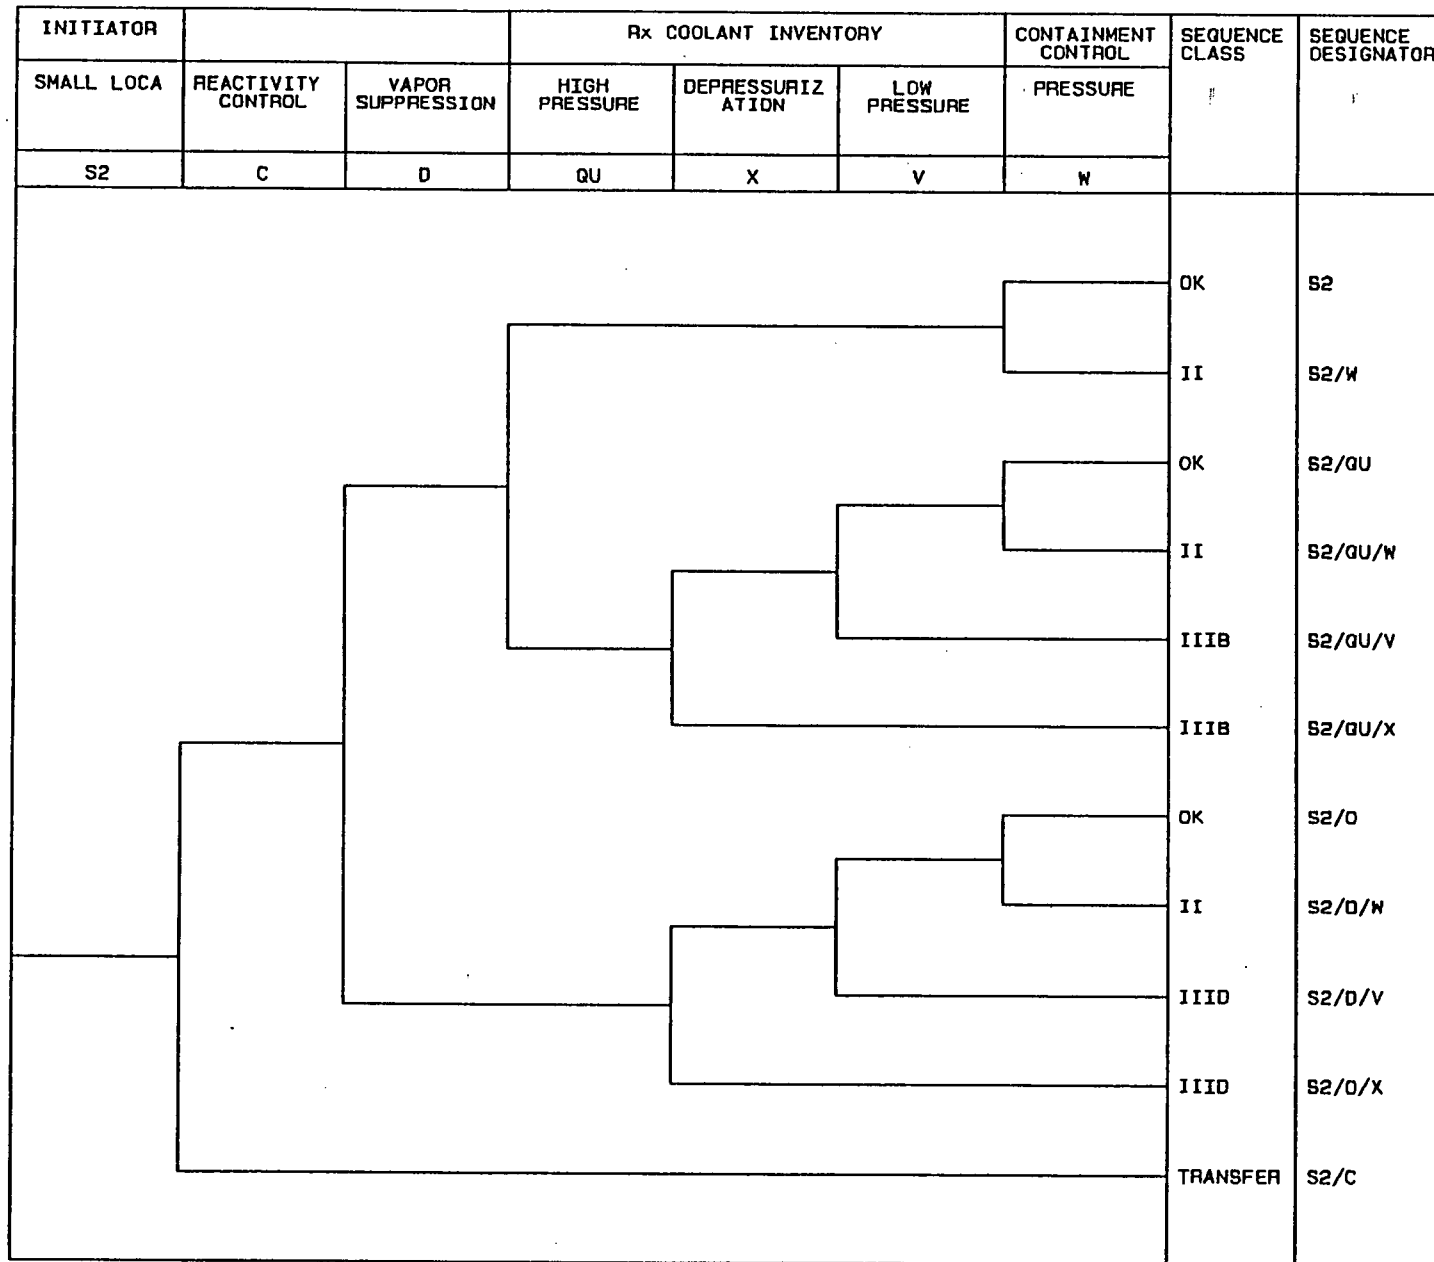 INITIATOR
Rx COOLANT INVENTORY
CONTAINMENT
CONTROL
SEQUENCE
CLASS
SEQUENCE
DESIGNATOR
SMALL LOCA
REACTIVITY
CONTROL
VAPOR
SUPPRESSION
HIGH
PRESSURE
DEPRESSURIZ
ATION
LOW
PRESSURE
PRESSURE
S2
C
D
QU
X
V
W
OK S2
II S2/W
OK S2/QU
II S2/QU/W
IIIB S2/QU/V
IIIB S2/QU/X
OK S2/D
II S2/D/W
IIID S2/D/V
IIID S2/D/X
TRANSFER S2/C